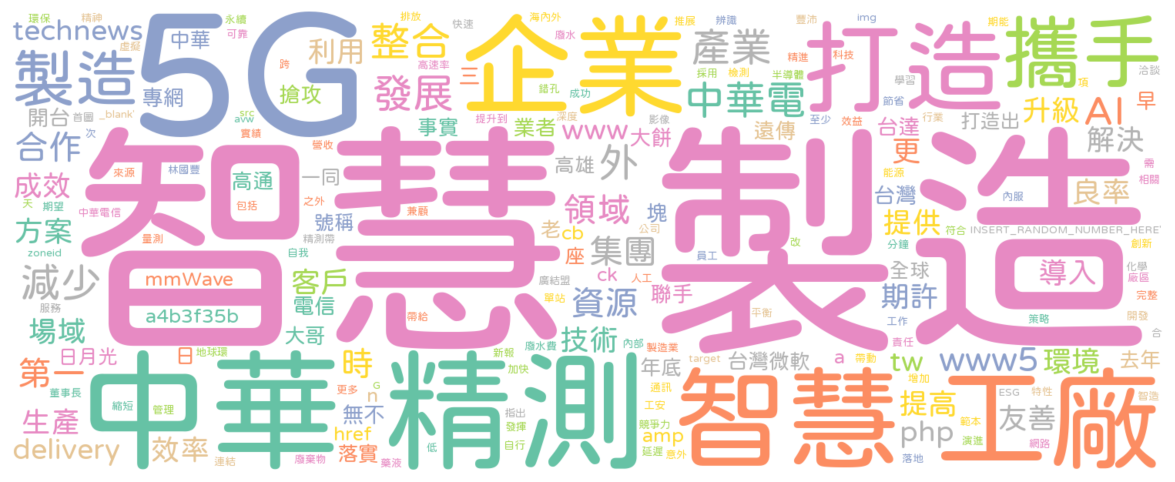 環保
精神
永續
排放
快速
海內外
推展
辨識
豐沛
img
期能
technews
中華
虛擬
可靠
5G
跨
利用
整合
高速率
企業
廢水
產業
精進
科技
打造
攜手
洽談
製造
專網
搶攻
發展
三
鑽孔
成功
採用
檢測
半導體
中華電
學習
項
節省
升級
AI
早
開台
首圖
_blank'
src
avw
實績
事實
提升到
業者
深度
影像
www
大餅
遠傳
至少
效益
台達
行業
打造出
解決
合作
次
營收
智慧
製造
高雄
外
更
需
相關
成效
來源
林國豐
高通
一同
之外
台灣
能源
內服
良率
天
期望
中華電信
包括
號稱
兼顧
領域
塊
提供
符合
INSERT_RANDOM_NUMBER_HERE
方案
量測
精測帶
老
cb
公司
分鐘
創新
zoneid
自我
座
集團
員工
改
減少
mmWave
客戶
廣結盟
ck
人工
全球
導入
化學
廠區
服務
a4b3f35b
電信
單站
資源
聯手
期許
完整
場域
大哥
帶給
技術
內部
平衡
工作
策略
開發
合
日月光
日
地球環
廢水費
製造業
責任
第一
時
新報
加快
年底
target
台灣微軟
a
帶動
tw
www5
環境
去年
董事長
中華精測
更多
G
n
通訊
智慧工廠
增加
ESG
特性
智造
縮短
管理
無不
指出
發揮
工安
提高
友善
範本
生產
href
競爭力
amp
php
演進
網路
delivery
效率
連結
廢棄物
落實
藥液
低
自行
延遲
意外
落地